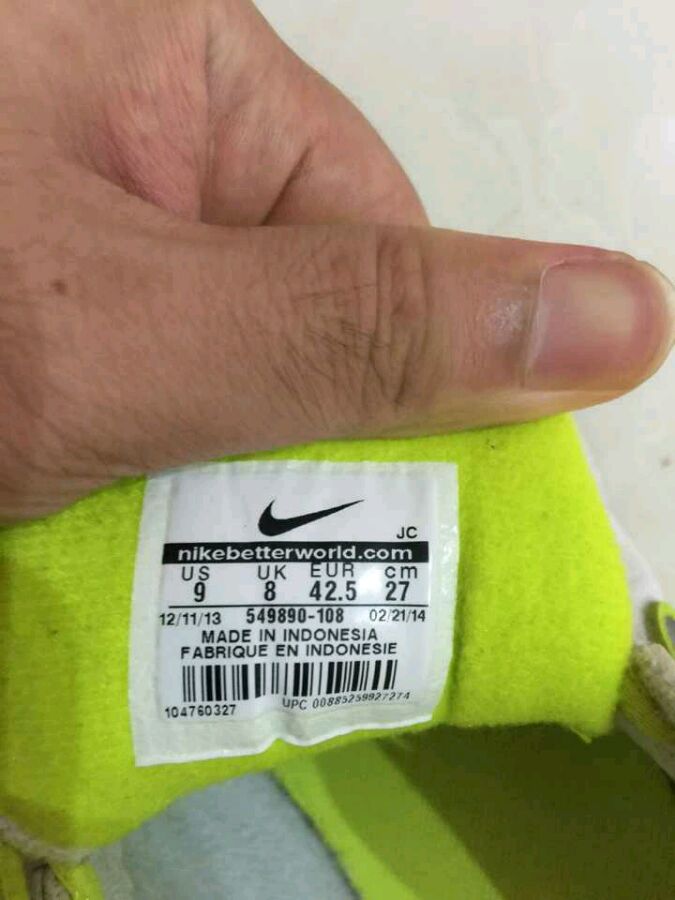 JC
nikebetterworld.com
US UK EUR cm
9 8 42.5 27
12/11/13 549890-108 02/21/14
MADE IN INDONESIA
FABRIQUE EN INDONESIE
104760327 UPC 00885259927274